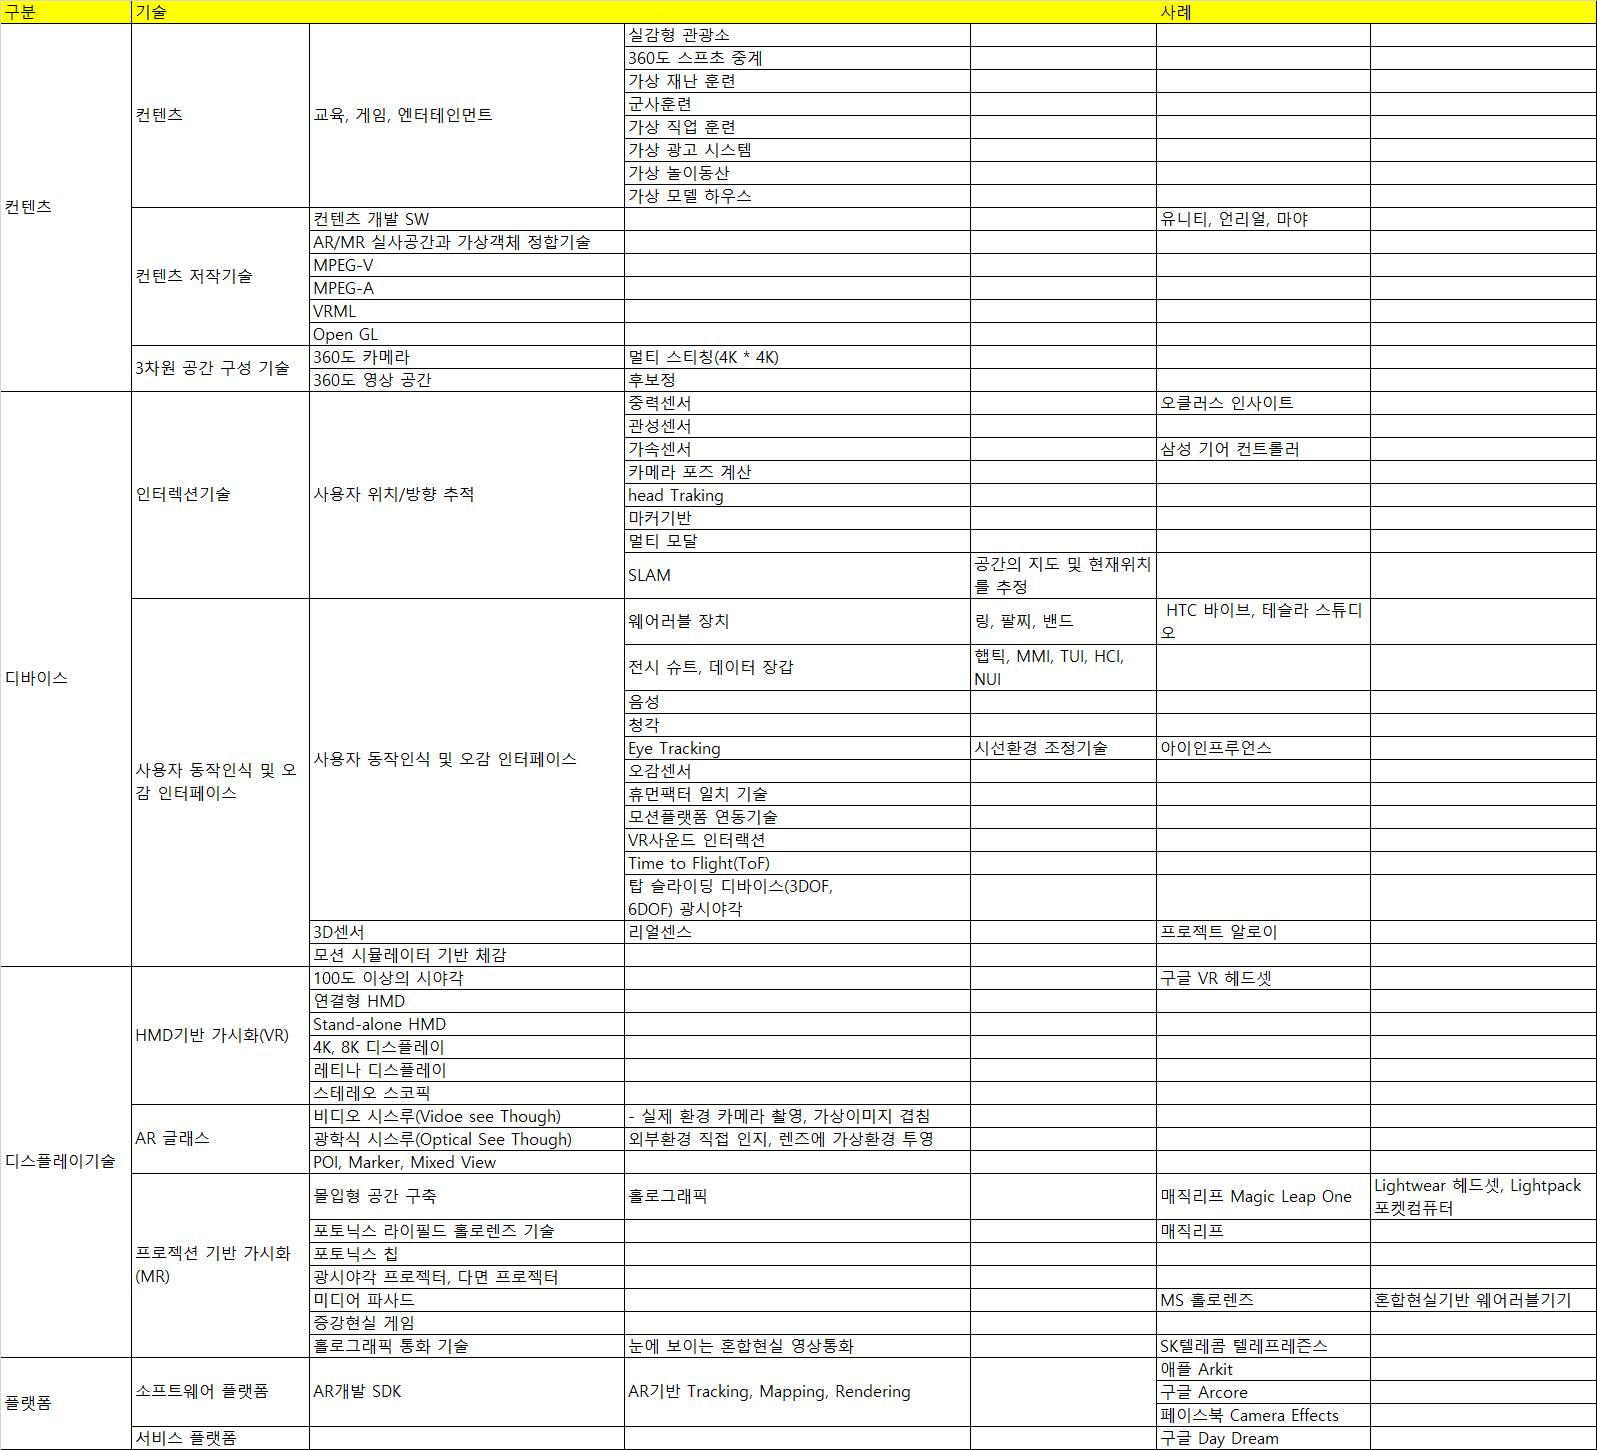 구분 기술 사례
컨텐츠
컨텐츠
교육, 게임, 엔터테인먼트
실감형 관광소
360도 스프초 중계
가상 재난 훈련
군사훈련
가상 직업 훈련
가상 광고 시스템
가상 놀이동산
가상 모델 하우스
컨텐츠 저작기술
컨텐츠 개발 SW 유니티, 언리얼, 마야
AR/MR 실사공간과 가상객체 정합기술
MPEG-V
MPEG-A
VRML
Open GL
3차원 공간 구성 기술
360도 카메라 멀티 스티칭(4K * 4K)
360도 영상 공간 후보정
디바이스
인터렉션기술
사용자 위치/방향 추적
중력센서 오클러스 인사이트
관성센서
가속센서 삼성 기어 컨트롤러
카메라 포즈 계산
head Traking
마커기반
멀티 모달
SLAM
공간의 지도 및 현재위치
를 추정
사용자 동작인식 및 오
감 인터페이스
사용자 동작인식 및 오감 인터페이스
웨어러블 장치 링, 팔찌, 밴드
HTC 바이브, 테슬라 스튜디
오
전시 슈트, 데이터 장갑
햅틱, MMI, TUI, HCI,
NUI
음성
청각
Eye Tracking 시선환경 조정기술 아이인프루언스
오감센서
휴먼팩터 일치 기술
모션플랫폼 연동기술
VR사운드 인터랙션
Time to Flight(ToF)
탑 슬라이딩 디바이스(3DOF,
6DOF) 광시야각
3D센서 리얼센스 프로젝트 알로이
모션 시뮬레이터 기반 체감
디스플레이기술
HMD기반 가시화(VR)
100도 이상의 시야각 구글 VR 헤드셋
연결형 HMD
Stand-alone HMD
4K, 8K 디스플레이
레티나 디스플레이
스테레오 스코픽
AR 글래스
비디오 시스루(Vidoe see Though) - 실제 환경 카메라 촬영, 가상이미지 겹침
광학식 시스루(Optical See Though) 외부환경 직접 인지, 렌즈에 가상환경 투영
POI, Marker, Mixed View
프로젝션 기반 가시화
(MR)
몰입형 공간 구축 홀로그래픽 매직리프 Magic Leap One
Lightwear 헤드셋, Lightpack
포켓컴퓨터
포토닉스 라이필드 홀로렌즈 기술 매직리프
포토닉스 칩
광시야각 프로젝터, 다면 프로젝터
미디어 파사드 MS 홀로렌즈 혼합현실기반 웨어러블기기
증강현실 게임
홀로그래픽 통화 기술 눈에 보이는 혼합현실 영상통화 SK텔레콤 텔레프레즌스
플랫폼
소프트웨어 플랫폼
AR개발 SDK
AR기반 Tracking, Mapping, Rendering
애플 Arkit
구글 Arcore
페이스북 Camera Effects
서비스 플랫폼 구글 Day Dream